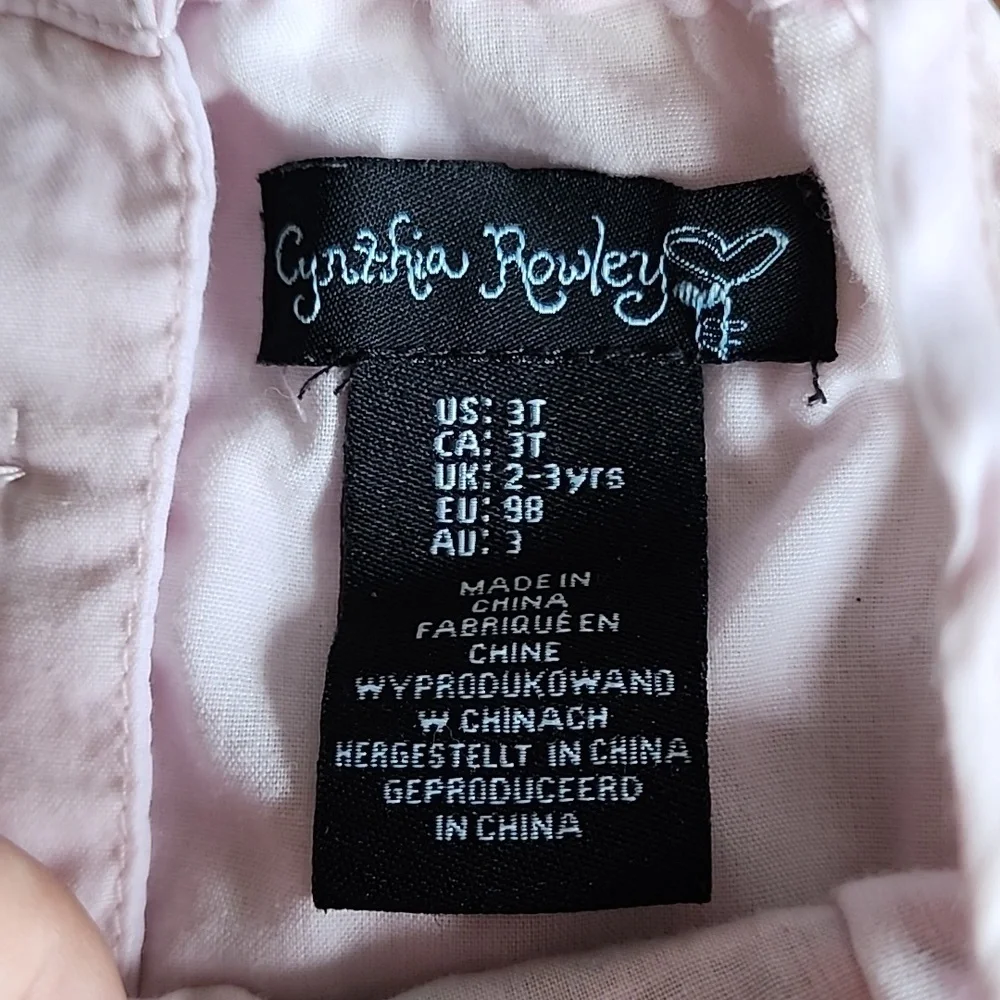 Cynthia Rowley
US: 3T
CA: 3T
UK: 2-3yrs
EU: 98
AU: 3
MADE IN
CHINA
FABRIQUÉ EN
CHINE
WYPRODUKOWANO
W CHINACH
HERGESTELLT IN CHINA
GEPRODUCEERD
IN CHINA